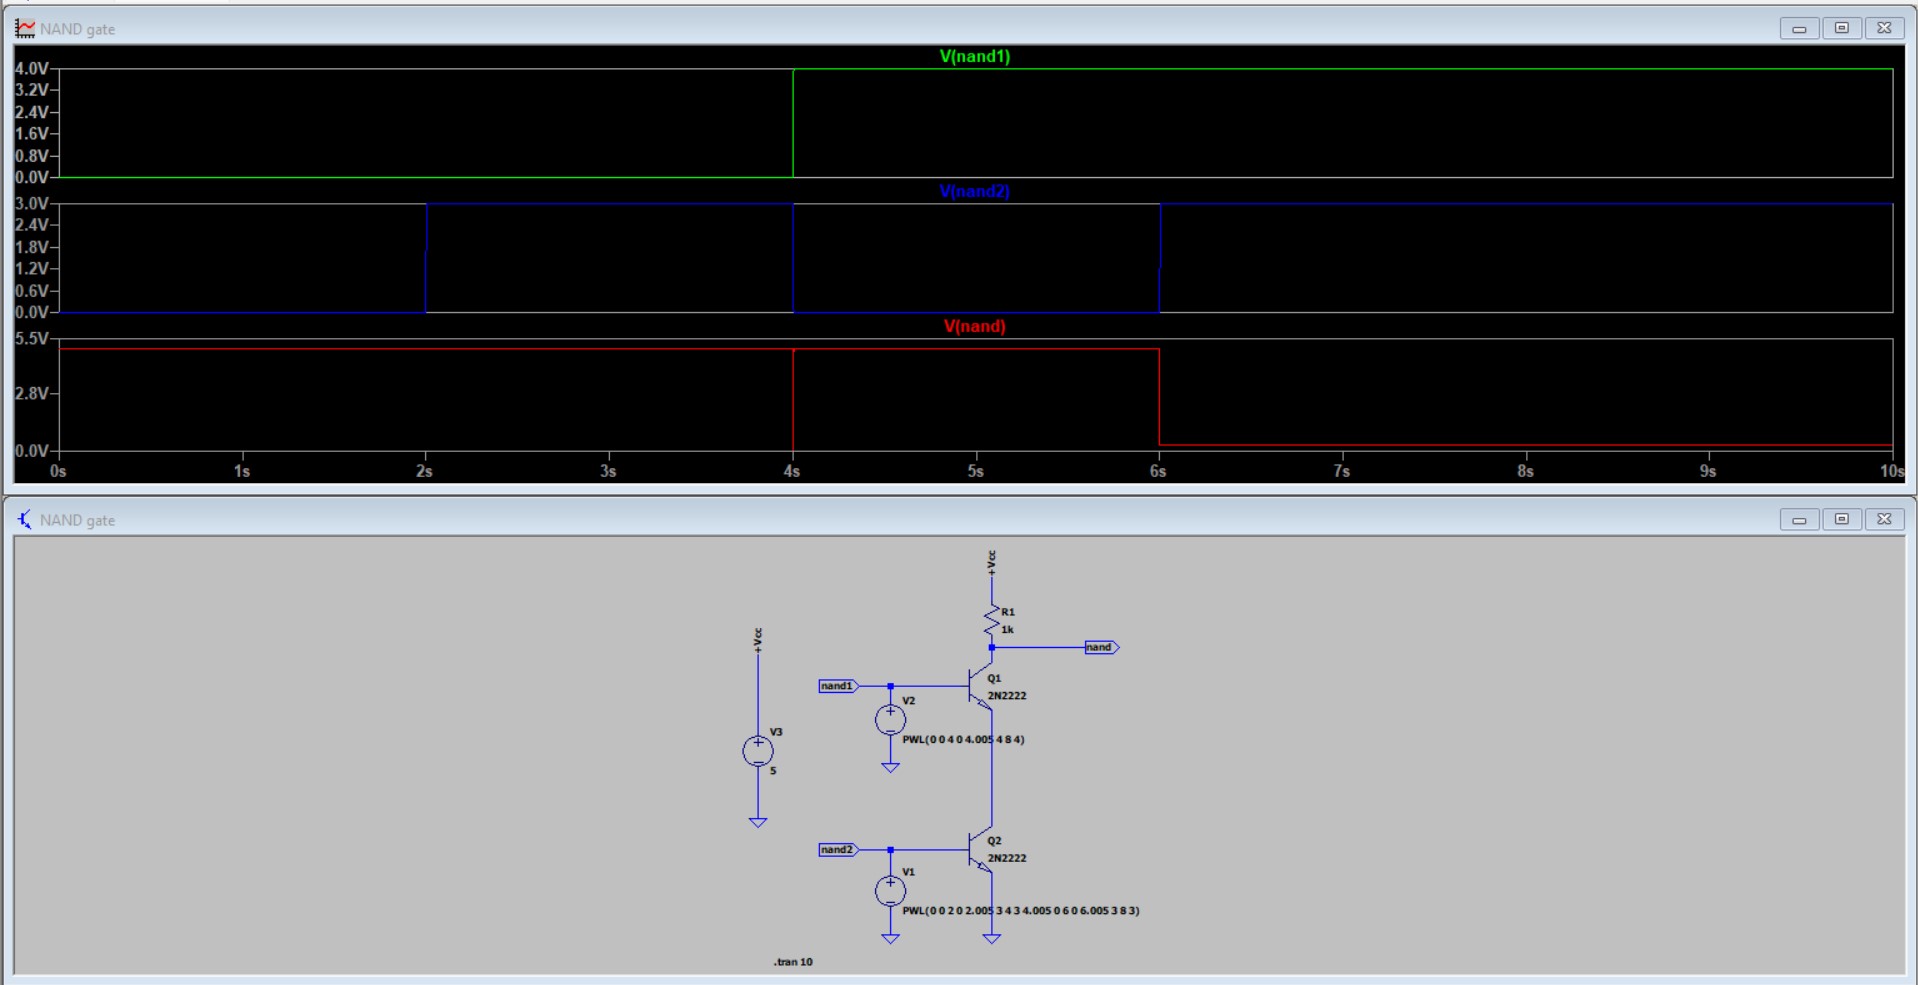 NAND gate
V(nand1)
4.0V
3.2V
2.4V
1.6V
0.8V
0.0V
V(nand2)
3.0V
2.4V
1.8V
1.2V
0.6V
0.0V
V(nand)
5.5V
2.8V
0.0V
0s 1s 2s 3s 4s 5s 6s 7s 8s 9s 10s
NAND gate
+Vcc
R1
1k
nand
+Vcc
nand1
Q1
2N2222
V2
PWL(0 0 4 0 4.005 4 8 4)
V3
5
nand2
Q2
2N2222
V1
PWL(0 0 2 0 2.005 3 4 3 4.005 0 6 0 6.005 3 8 3)
.tran 10